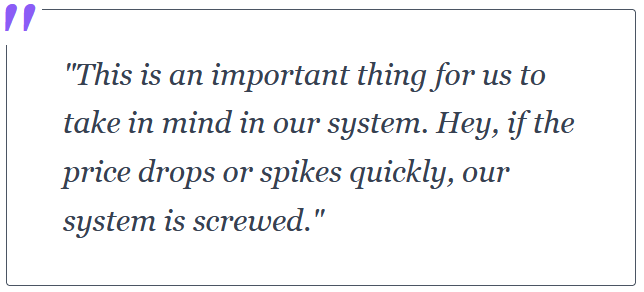 "This is an important thing for us to
take in mind in our system. Hey, if the
price drops or spikes quickly, our
system is screwed."